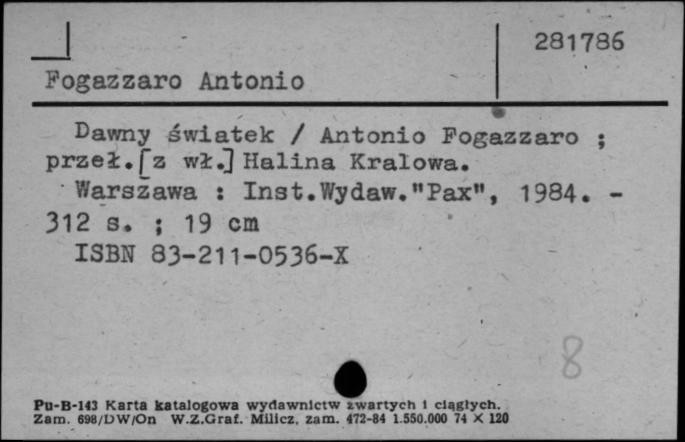 281786
Fogazzaro Antonio
Dawny światek / Antonio Fogazzaro ;
przeł.[z wł.] Halina Kralowa.
Warszawa : Inst.Wydaw."Pax", 1984. -
312 s. ; 19 cm
ISBN 83-211-0536-X
8
Pu-B-143 Karta katalogowa wydawnictw zwartych i ciągłych.
Zam. 698/DW/On W.Z.Graf. Milicz, zam. 472-84 1.550.000 74 X 120